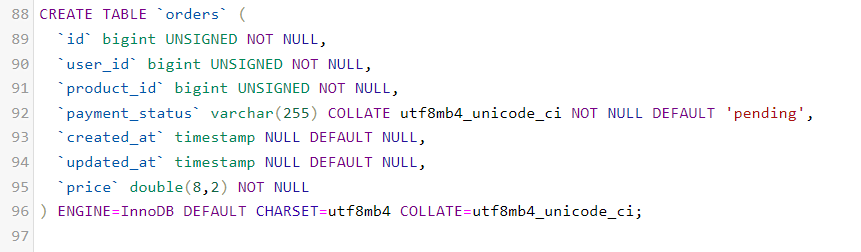 88 CREATE TABLE `orders` (
89 `id` bigint UNSIGNED NOT NULL,
90 `user_id` bigint UNSIGNED NOT NULL,
91 `product_id` bigint UNSIGNED NOT NULL,
92 `payment_status` varchar(255) COLLATE utf8mb4_unicode_ci NOT NULL DEFAULT 'pending',
93 `created_at` timestamp NULL DEFAULT NULL,
94 `updated_at` timestamp NULL DEFAULT NULL,
95 `price` double(8,2) NOT NULL
96 ) ENGINE=InnoDB DEFAULT CHARSET=utf8mb4 COLLATE=utf8mb4_unicode_ci;
97